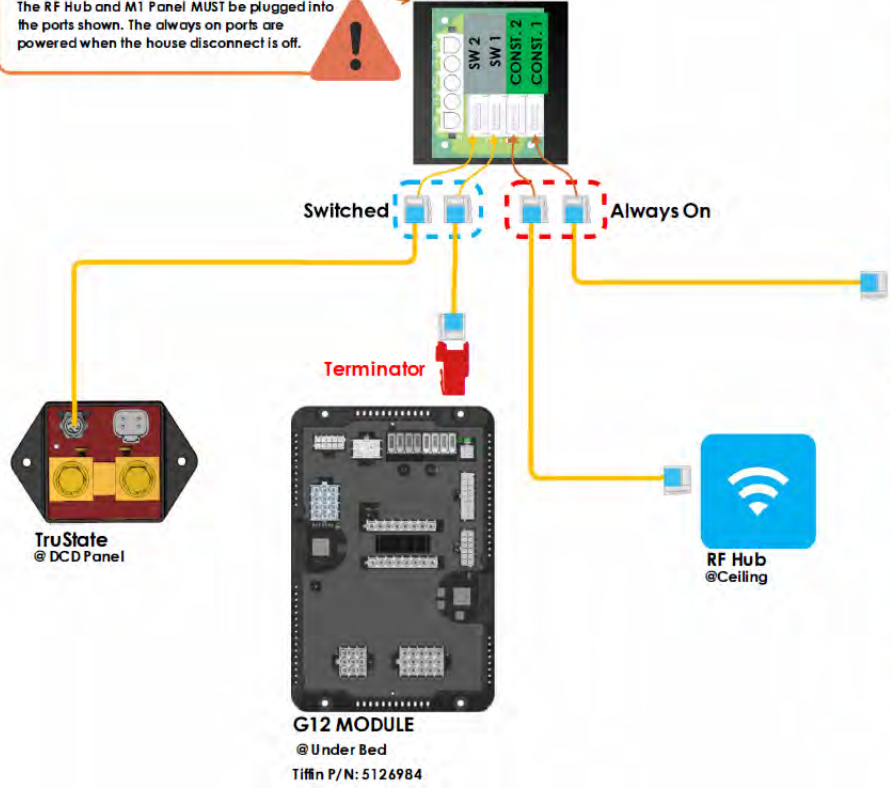 The RF Hub and M1 Panel MUST be plugged into
the ports shown. The always on ports are
powered when the house disconnect is off.
SW 2
SW 1
CONST. 2
CONST. 1
Switched
Always On
Terminator
TruState
@ DCD Panel
RF Hub
@Ceiling
G12 MODULE
@ Under Bed
Tiffin P/N: 5126984